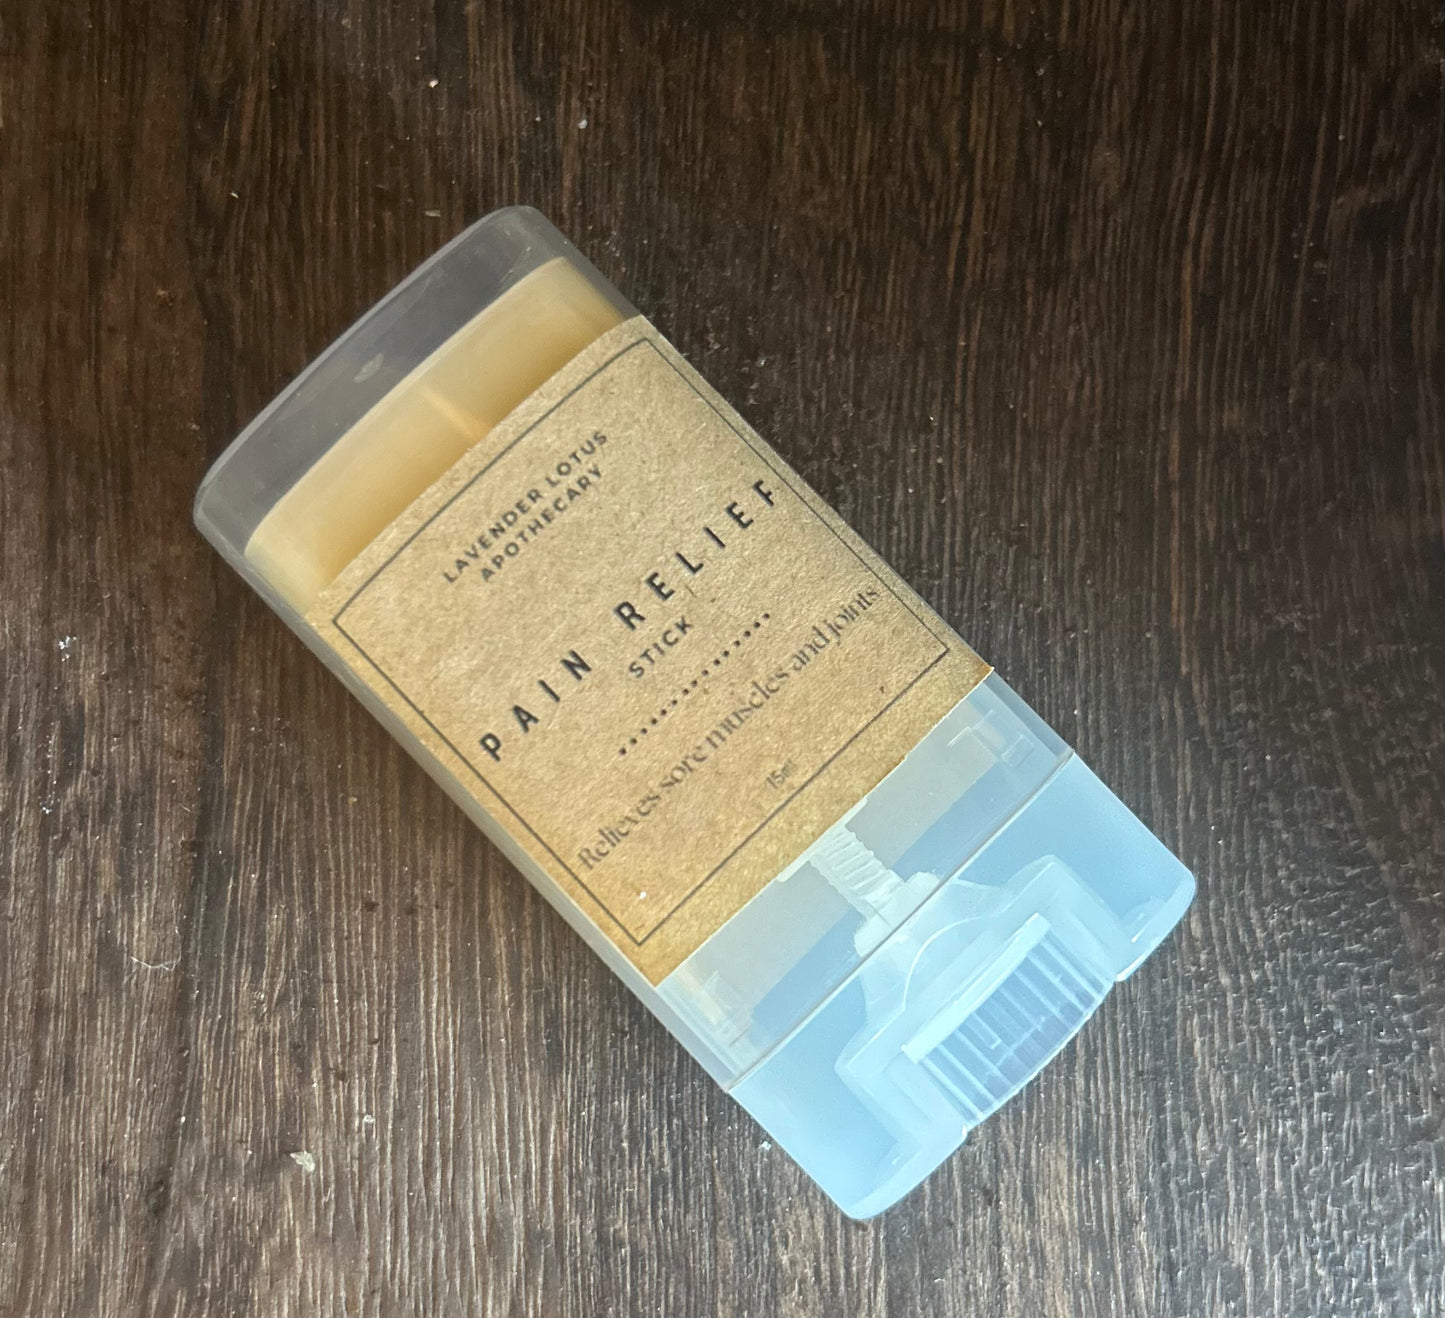 LAVENDER LOTUS
APOTHECARY
PAIN RELIEF
STICK
Relieves sore muscles and joints
15ml